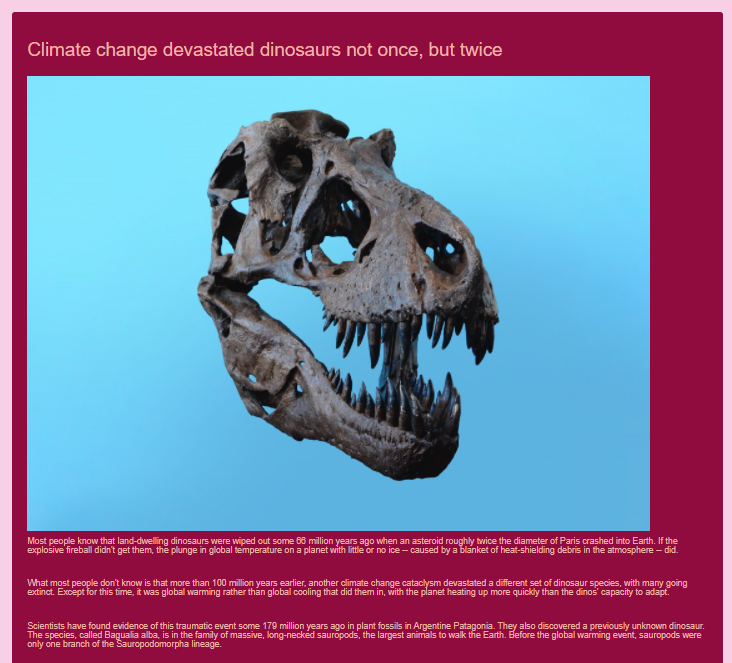 Climate change devastated dinosaurs not once, but twice
Most people know that land-dwelling dinosaurs were wiped out some 66 million years ago when an asteroid roughly twice the diameter of Paris crashed into Earth. If the
explosive fireball didn't get them, the plunge in global temperature on a planet with little or no ice -- caused by a blanket of heat-shielding debris in the atmosphere -- did.
What most people don't know is that more than 100 million years earlier, another climate change cataclysm devastated a different set of dinosaur species, with many going
extinct. Except for this time, it was global warming rather than global cooling that did them in, with the planet heating up more quickly than the dinos' capacity to adapt.
Scientists have found evidence of this traumatic event some 179 million years ago in plant fossils in Argentine Patagonia. They also discovered a previously unknown dinosaur.
The species, called Bagualia alba, is in the family of massive, long-necked sauropods, the largest animals to walk the Earth. Before the global warming event, sauropods were
only one branch of the Sauropodomorpha lineage.